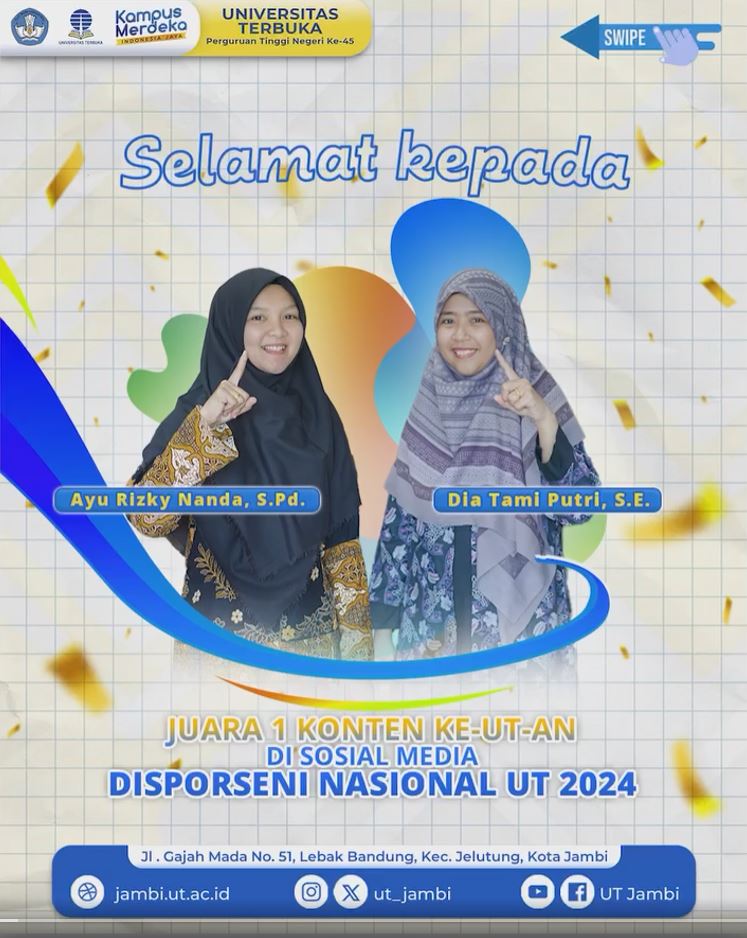 Kampus
Merdeka
INDONESIA JAYA
UNIVERSITAS TERBUKA
UNIVERSITAS
TERBUKA
Perguruan Tinggi Negeri Ke-45
SWIPE
Selamat kepada
Ayu Rizky Nanda, S.Pd.
Dia Tami Putri, S.E.
JUARA 1 KONTEN KE-UT-AN
DI SOSIAL MEDIA
DISPORSENI NASIONAL UT 2024
Jl . Gajah Mada No. 51, Lebak Bandung, Kec. Jelutung, Kota Jambi
jambi.ut.ac.id
ut_jambi
UT Jambi